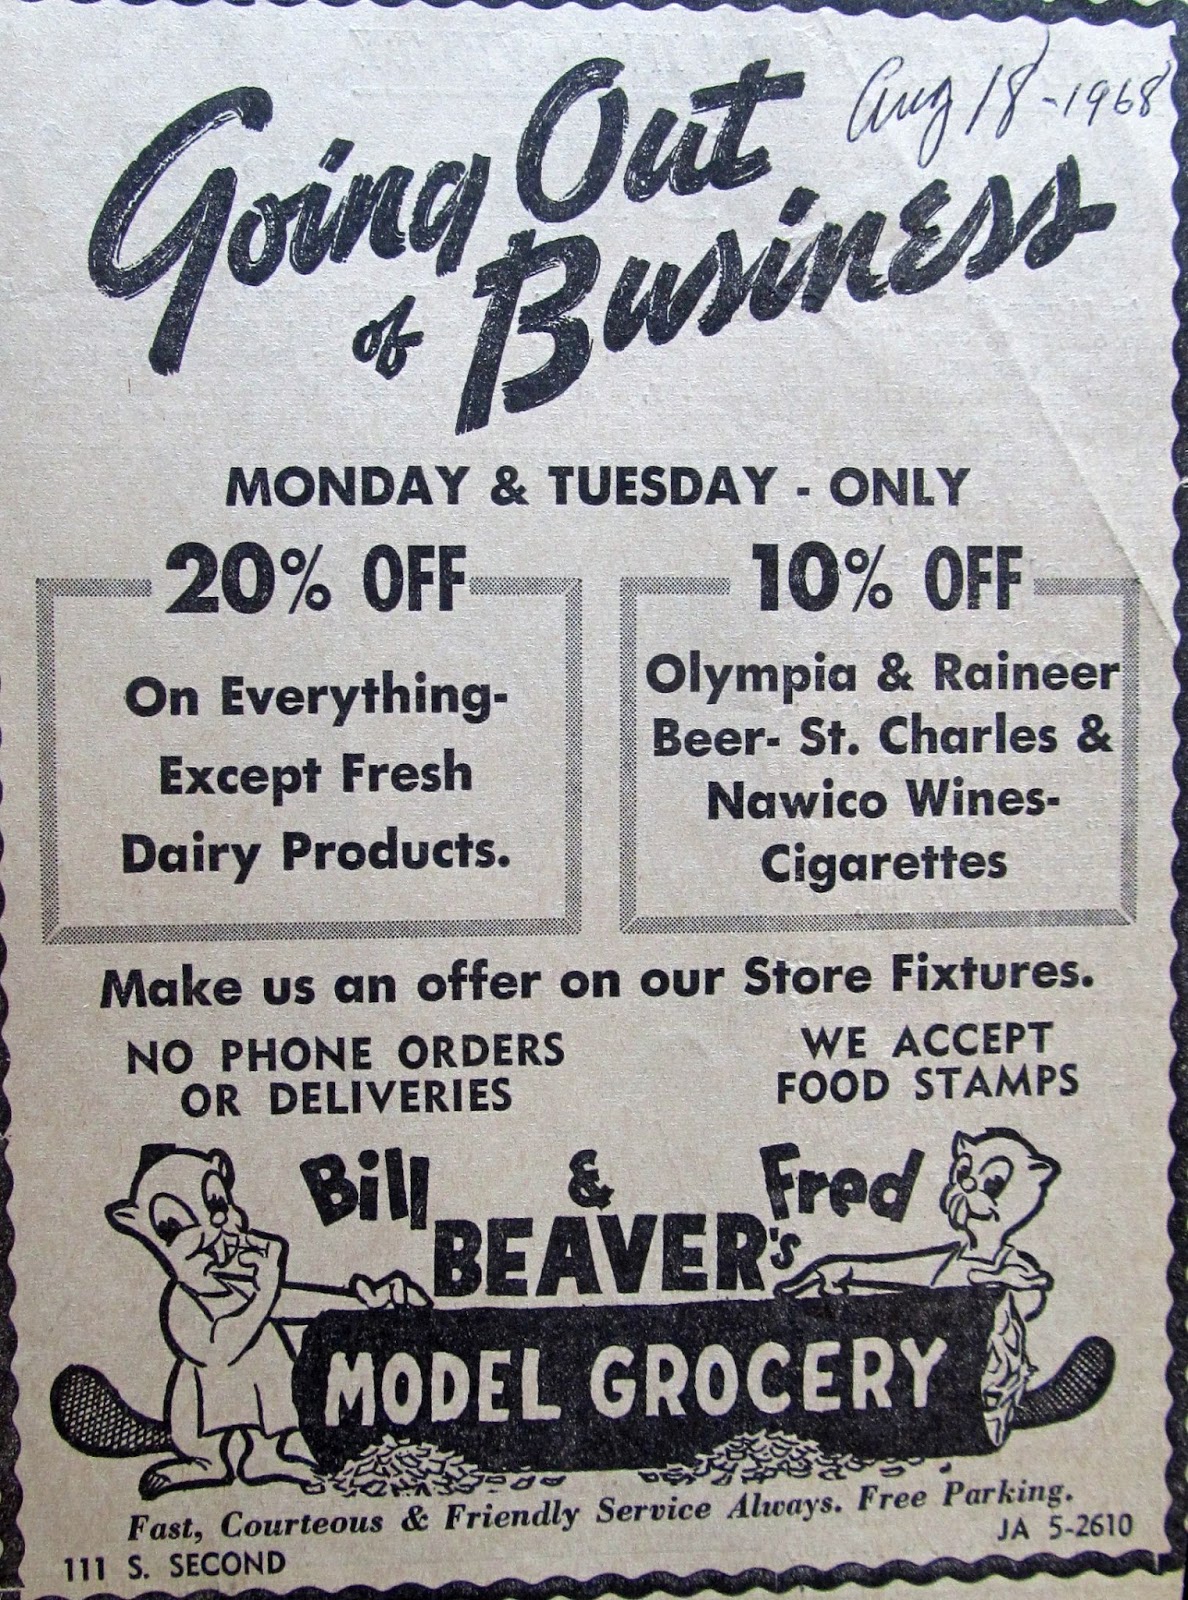 Aug 18-1968
Going Out
of Business
MONDAY & TUESDAY - ONLY
20% OFF
On Everything-
Except Fresh
Dairy Products.
10% OFF
Olympia & Raineer
Beer- St. Charles &
Nawico Wines-
Cigarettes
Make us an offer on our Store Fixtures.
NO PHONE ORDERS
OR DELIVERIES
WE ACCEPT
FOOD STAMPS
Bill & Fred
BEAVER's
MODEL GROCERY
Fast, Courteous & Friendly Service Always. Free Parking.
111 S. SECOND
JA 5-2610